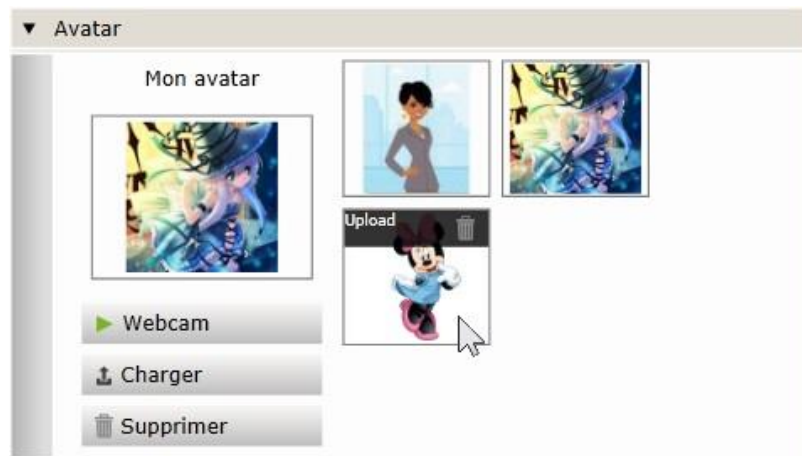 Avatar
Mon avatar
Upload
Webcam
Charger
Supprimer